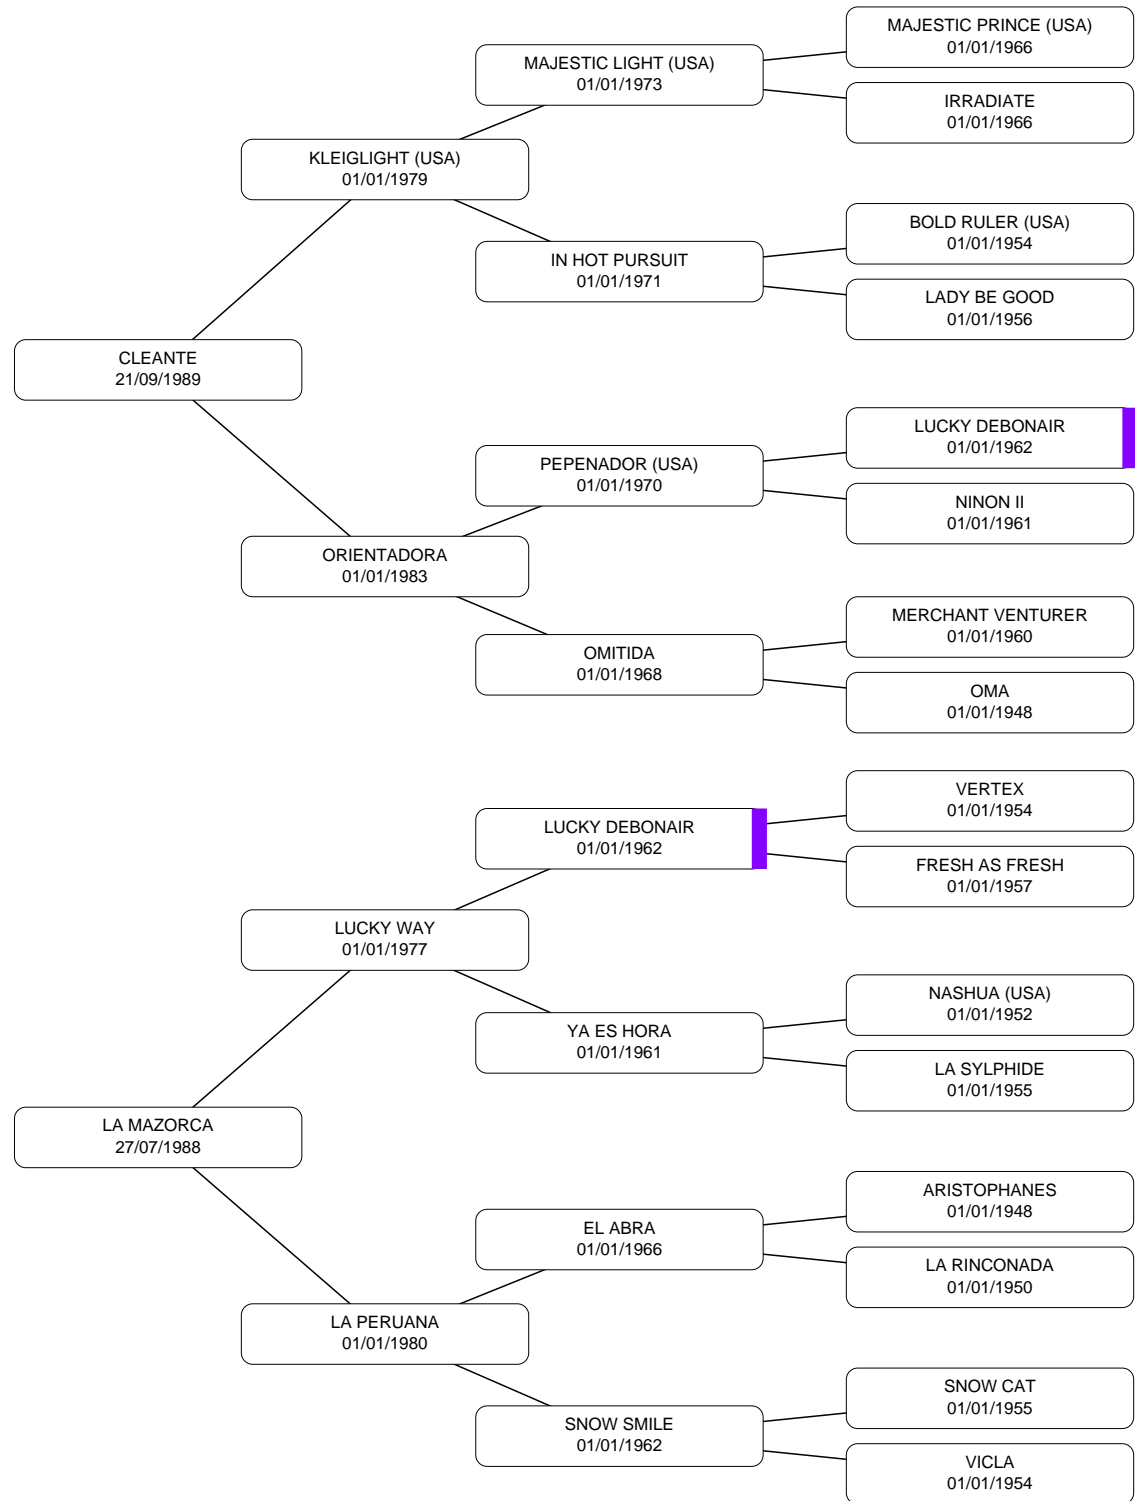 MAJESTIC PRINCE (USA)
01/01/1966
MAJESTIC LIGHT (USA)
01/01/1973
IRRADIATE
01/01/1966
KLEIGLIGHT (USA)
01/01/1979
BOLD RULER (USA)
01/01/1954
IN HOT PURSUIT
01/01/1971
LADY BE GOOD
01/01/1956
CLEANTE
21/09/1989
LUCKY DEBONAIR
01/01/1962
PEPENADOR (USA)
01/01/1970
NINON II
01/01/1961
ORIENTADORA
01/01/1983
MERCHANT VENTURER
01/01/1960
OMITIDA
01/01/1968
OMA
01/01/1948
VERTEX
01/01/1954
LUCKY DEBONAIR
01/01/1962
FRESH AS FRESH
01/01/1957
LUCKY WAY
01/01/1977
NASHUA (USA)
01/01/1952
YA ES HORA
01/01/1961
LA SYLPHIDE
01/01/1955
LA MAZORCA
27/07/1988
ARISTOPHANES
01/01/1948
EL ABRA
01/01/1966
LA RINCONADA
01/01/1950
LA PERUANA
01/01/1980
SNOW CAT
01/01/1955
SNOW SMILE
01/01/1962
VICLA
01/01/1954